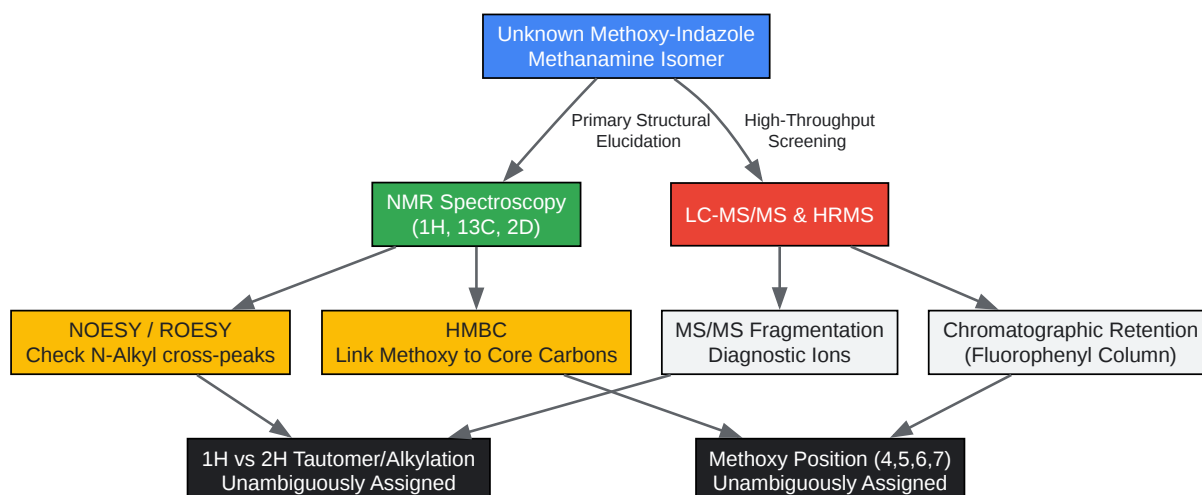 Unknown Methoxy-Indazole
Methanamine Isomer
Primary Structural
Elucidation
High-Throughput
Screening
NMR Spectroscopy
(1H, 13C, 2D)
LC-MS/MS & HRMS
NOESY / ROESY
Check N-Alkyl cross-peaks
HMBC
Link Methoxy to Core Carbons
MS/MS Fragmentation
Diagnostic Ions
Chromatographic Retention
(Fluorophenyl Column)
1H vs 2H Tautomer/Alkylation
Unambiguously Assigned
Methoxy Position (4,5,6,7)
Unambiguously Assigned